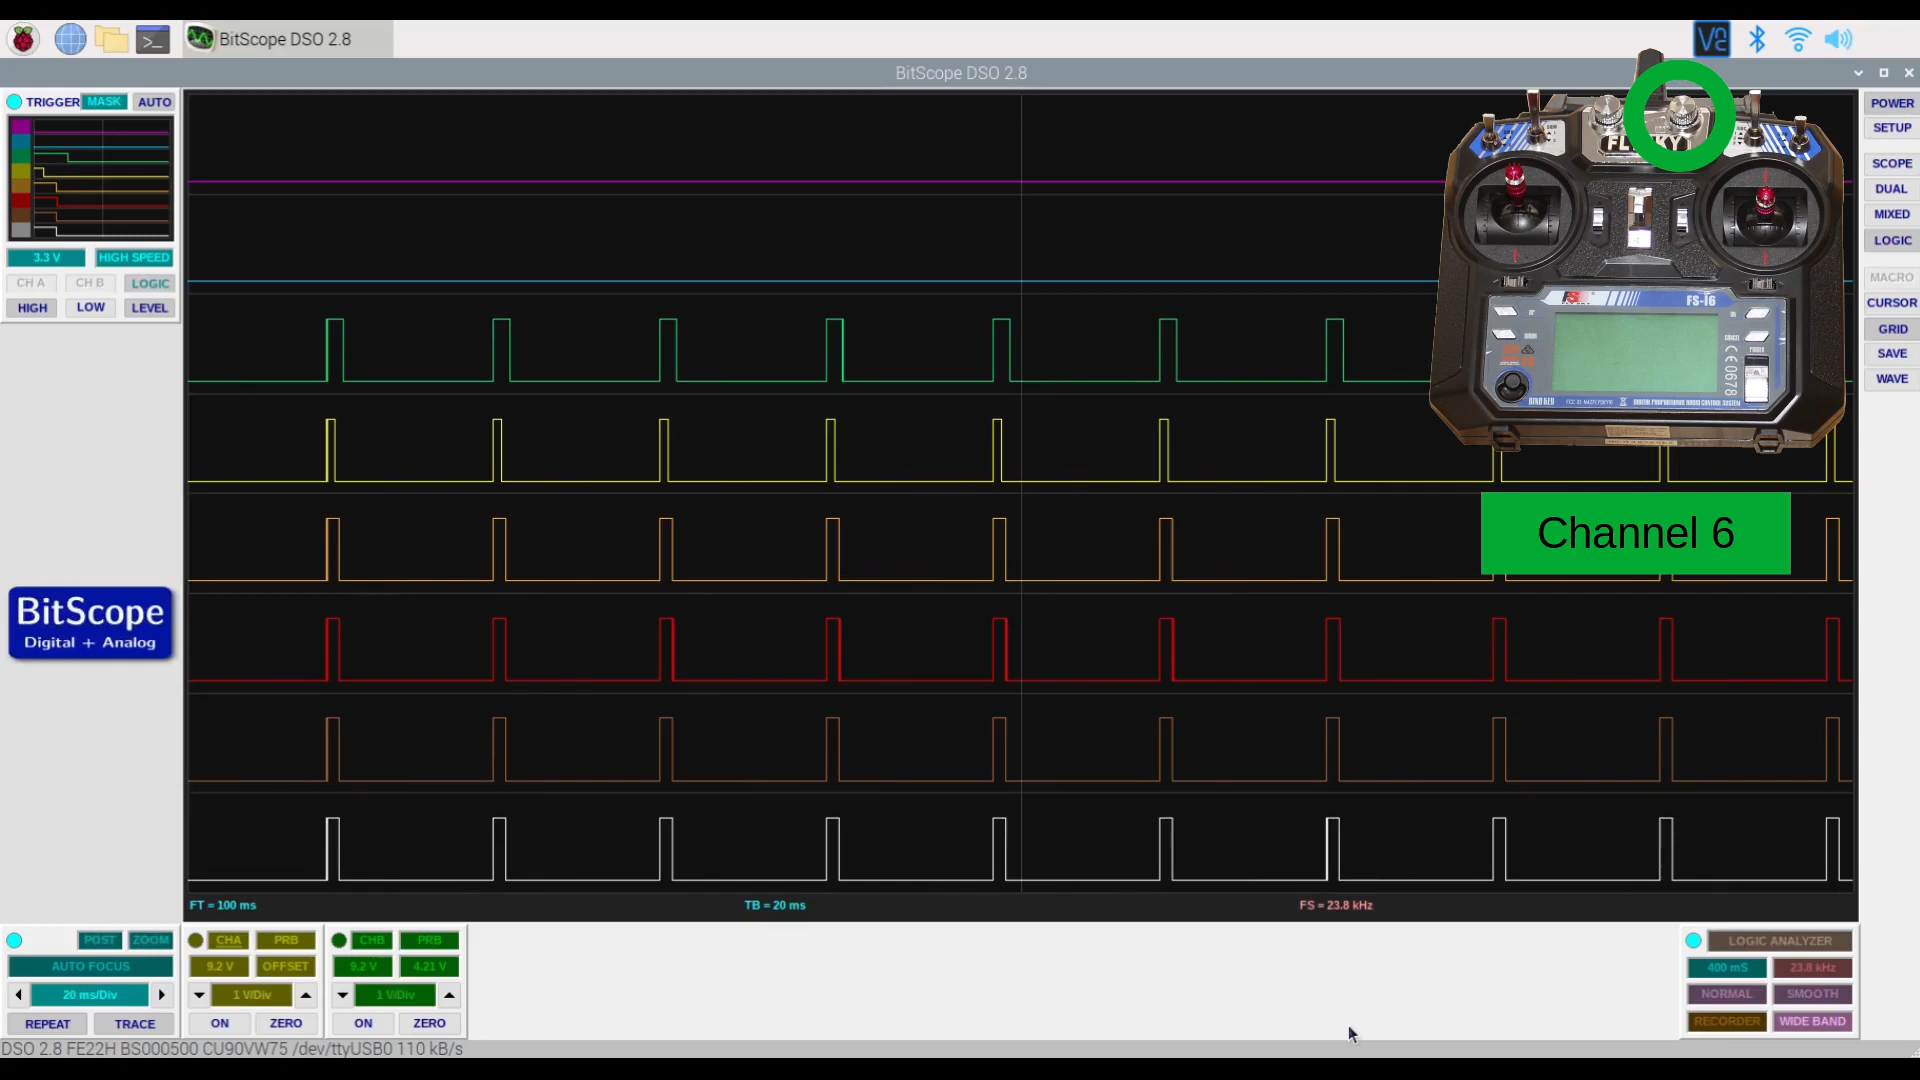 BitScope DSO 2.8
BitScope DSO 2.8
TRIGGER MASK AUTO
3.3 V HIGH SPEED
CH A CH B LOGIC
HIGH LOW LEVEL
BitScope
Digital + Analog
POWER
SETUP
SCOPE
DUAL
MIXED
LOGIC
MACRO
CURSOR
GRID
SAVE
WAVE
FS-i6
Channel 6
FT = 100 ms TB = 20 ms FS = 23.8 kHz
POST ZOOM
AUTO FOCUS
20 ms/Div
REPEAT TRACE
CHA PRB
9.2 V OFFSET
1 V/Div
ON ZERO
CHB PRB
9.2 V 4.21 V
1 V/Div
ON ZERO
LOGIC ANALYZER
400 mS 23.8 kHz
NORMAL SMOOTH
RECORDER WIDE BAND
DSO 2.8 FE22H BS000500 CU90VW75 /dev/ttyUSB0 110 kB/s